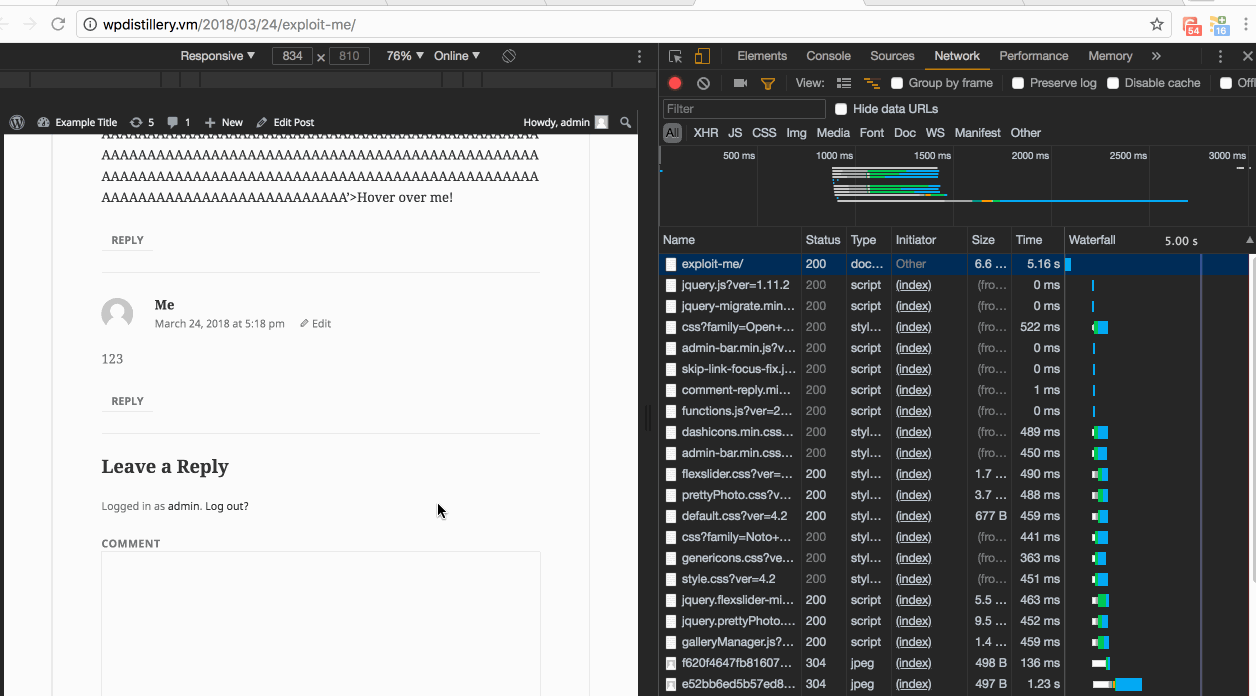 wpdistillery.vm/2018/03/24/exploit-me/
54
16
Responsive ▼ 834 x 810 76% ▼ Online ▼
Elements Console Sources Network Performance Memory »
View: Group by frame Preserve log Disable cache Offl
Filter Hide data URLs
All XHR JS CSS Img Media Font Doc WS Manifest Other
500 ms 1000 ms 1500 ms 2000 ms 2500 ms 3000 ms
Example Title 5 1 + New Edit Post Howdy, admin
AAAAAAAAAAAAAAAAAAAAAAAAAAA'>Hover over me!
REPLY
Me
March 24, 2018 at 5:18 pm Edit
123
REPLY
Leave a Reply
Logged in as admin. Log out?
COMMENT
Name Status Type Initiator Size Time Waterfall 5.00 s
exploit-me/ 200 doc... Other 6.6 ... 5.16 s
jquery.js?ver=1.11.2 200 script (index) (fro... 0 ms
jquery-migrate.min... 200 script (index) (fro... 0 ms
css?family=Open+... 200 styl... (index) (fro... 522 ms
admin-bar.min.js?v... 200 script (index) (fro... 0 ms
skip-link-focus-fix.j... 200 script (index) (fro... 0 ms
comment-reply.mi... 200 script (index) (fro... 1 ms
functions.js?ver=2... 200 script (index) (fro... 0 ms
dashicons.min.css... 200 styl... (index) (fro... 489 ms
admin-bar.min.css... 200 styl... (index) (fro... 450 ms
flexslider.css?ver=... 200 styl... (index) 1.7 ... 490 ms
prettyPhoto.css?v... 200 styl... (index) 3.7 ... 488 ms
default.css?ver=4.2 200 styl... (index) 677 B 459 ms
css?family=Noto+... 200 styl... (index) (fro... 441 ms
genericons.css?ve... 200 styl... (index) (fro... 363 ms
style.css?ver=4.2 200 styl... (index) (fro... 451 ms
jquery.flexslider-mi... 200 script (index) 5.5 ... 463 ms
jquery.prettyPhoto.... 200 script (index) 9.5 ... 452 ms
galleryManager.js?... 200 script (index) 1.4 ... 459 ms
f620f4647fb81607... 304 jpeg (index) 498 B 136 ms
e52bb6ed5b57ed8... 304 jpeg (index) 497 B 1.23 s